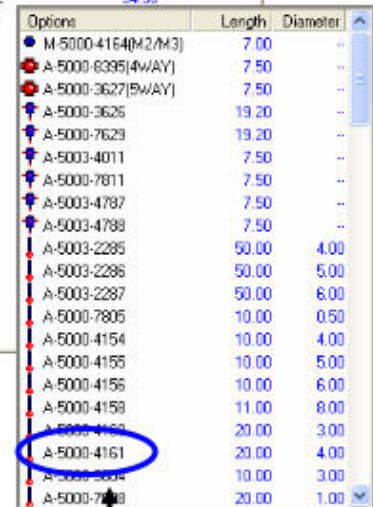 Options Length Diameter
M-5000-4164(M2/M3) 7.00 --
A-5000-6395(4WAY) 7.50 --
A-5000-3627(5WAY) 7.50 --
A-5000-3626 19.20 --
A-5000-7629 19.20 --
A-5003-4011 7.50 --
A-5000-7811 7.50 --
A-5003-4787 7.50 --
A-5003-4788 7.50 --
A-5003-2285 50.00 4.00
A-5003-2286 50.00 5.00
A-5003-2287 50.00 6.00
A-5000-7805 10.00 0.50
A-5000-4154 10.00 4.00
A-5000-4155 10.00 5.00
A-5000-4156 10.00 6.00
A-5000-4158 11.00 8.00
20.00 3.00
A-5000-4161 20.00 4.00
10.00 3.00
20.00 1.00